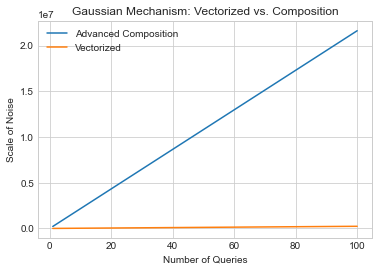 Gaussian Mechanism: Vectorized vs. Composition
1e7
Advanced Composition
Vectorized
2.0
1.5
1.0
0.5
0.0
Scale of Noise
0 20 40 60 80 100
Number of Queries